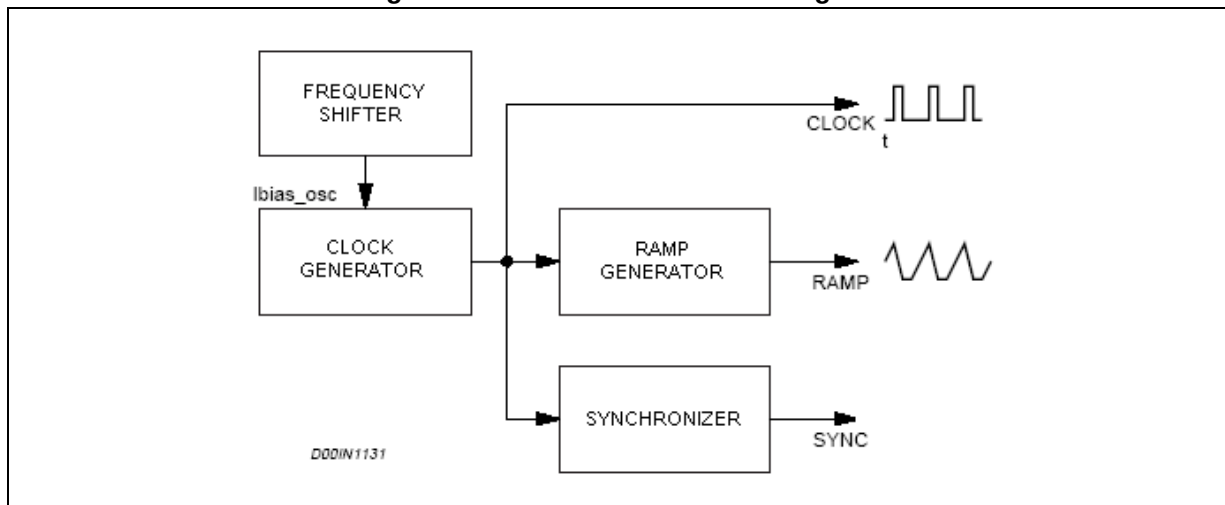 FREQUENCY
SHIFTER
CLOCK
t
Ibias_osc
CLOCK
GENERATOR
RAMP
GENERATOR
RAMP
SYNCHRONIZER
SYNC
D00IN1131